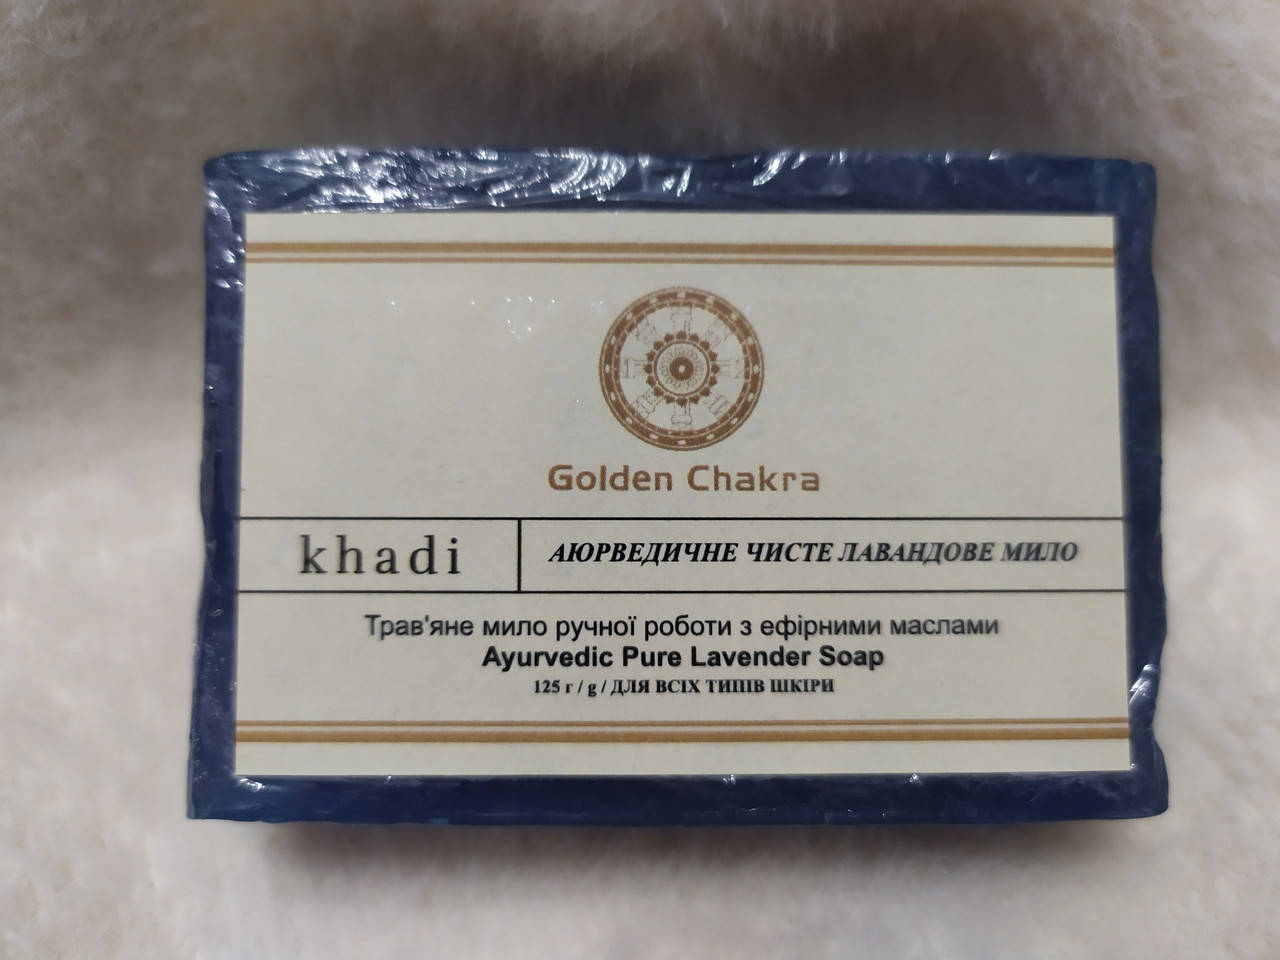 Golden Chakra
khadi
АЮРВЕДИЧНЕ ЧИСТЕ ЛАВАНДОВЕ МИЛО
Трав'яне мило ручної роботи з ефірними маслами
Ayurvedic Pure Lavender Soap
125 г / g / ДЛЯ ВСІХ ТИПІВ ШКІРИ